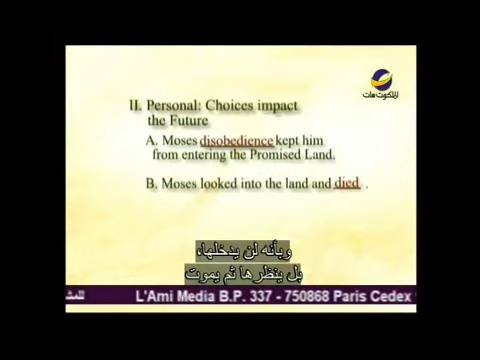 الملكوت سات
II. Personal: Choices impact
the Future
A. Moses disobedience kept him
from entering the Promised Land.
B. Moses looked into the land and died .
وبأنه لن يدخلها،
بل ينظرها ثم يموت
L'Ami Media B.P. 337 - 750868 Paris Cedex